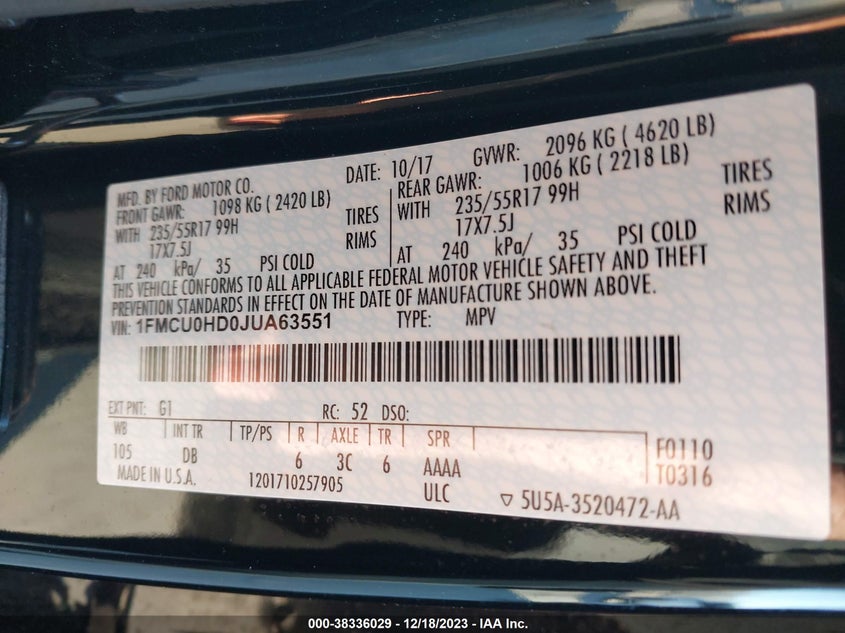 MFD. BY FORD MOTOR CO. DATE: 10/17 GVWR: 2096 KG ( 4620 LB)
FRONT GAWR: 1098 KG ( 2420 LB) REAR GAWR: 1006 KG ( 2218 LB)
WITH 235/55R17 99H TIRES WITH 235/55R17 99H TIRES
17X7.5J RIMS 17X7.5J RIMS
AT 240 kPa/ 35 PSI COLD AT 240 kPa/ 35 PSI COLD
THIS VEHICLE CONFORMS TO ALL APPLICABLE FEDERAL MOTOR VEHICLE SAFETY AND THEFT
PREVENTION STANDARDS IN EFFECT ON THE DATE OF MANUFACTURE SHOWN ABOVE.
VIN: 1FMCU0HD0JUA63551 TYPE: MPV
EXT PNT: G1 RC: 52 DSO:
WB INT TR TP/PS R AXLE TR SPR F0110
105 DB 6 3C 6 AAAA T0316
MADE IN U.S.A. 1201710257905 ULC ▽ 5U5A-3520472-AA
000-38336029 - 12/18/2023 - IAA Inc.